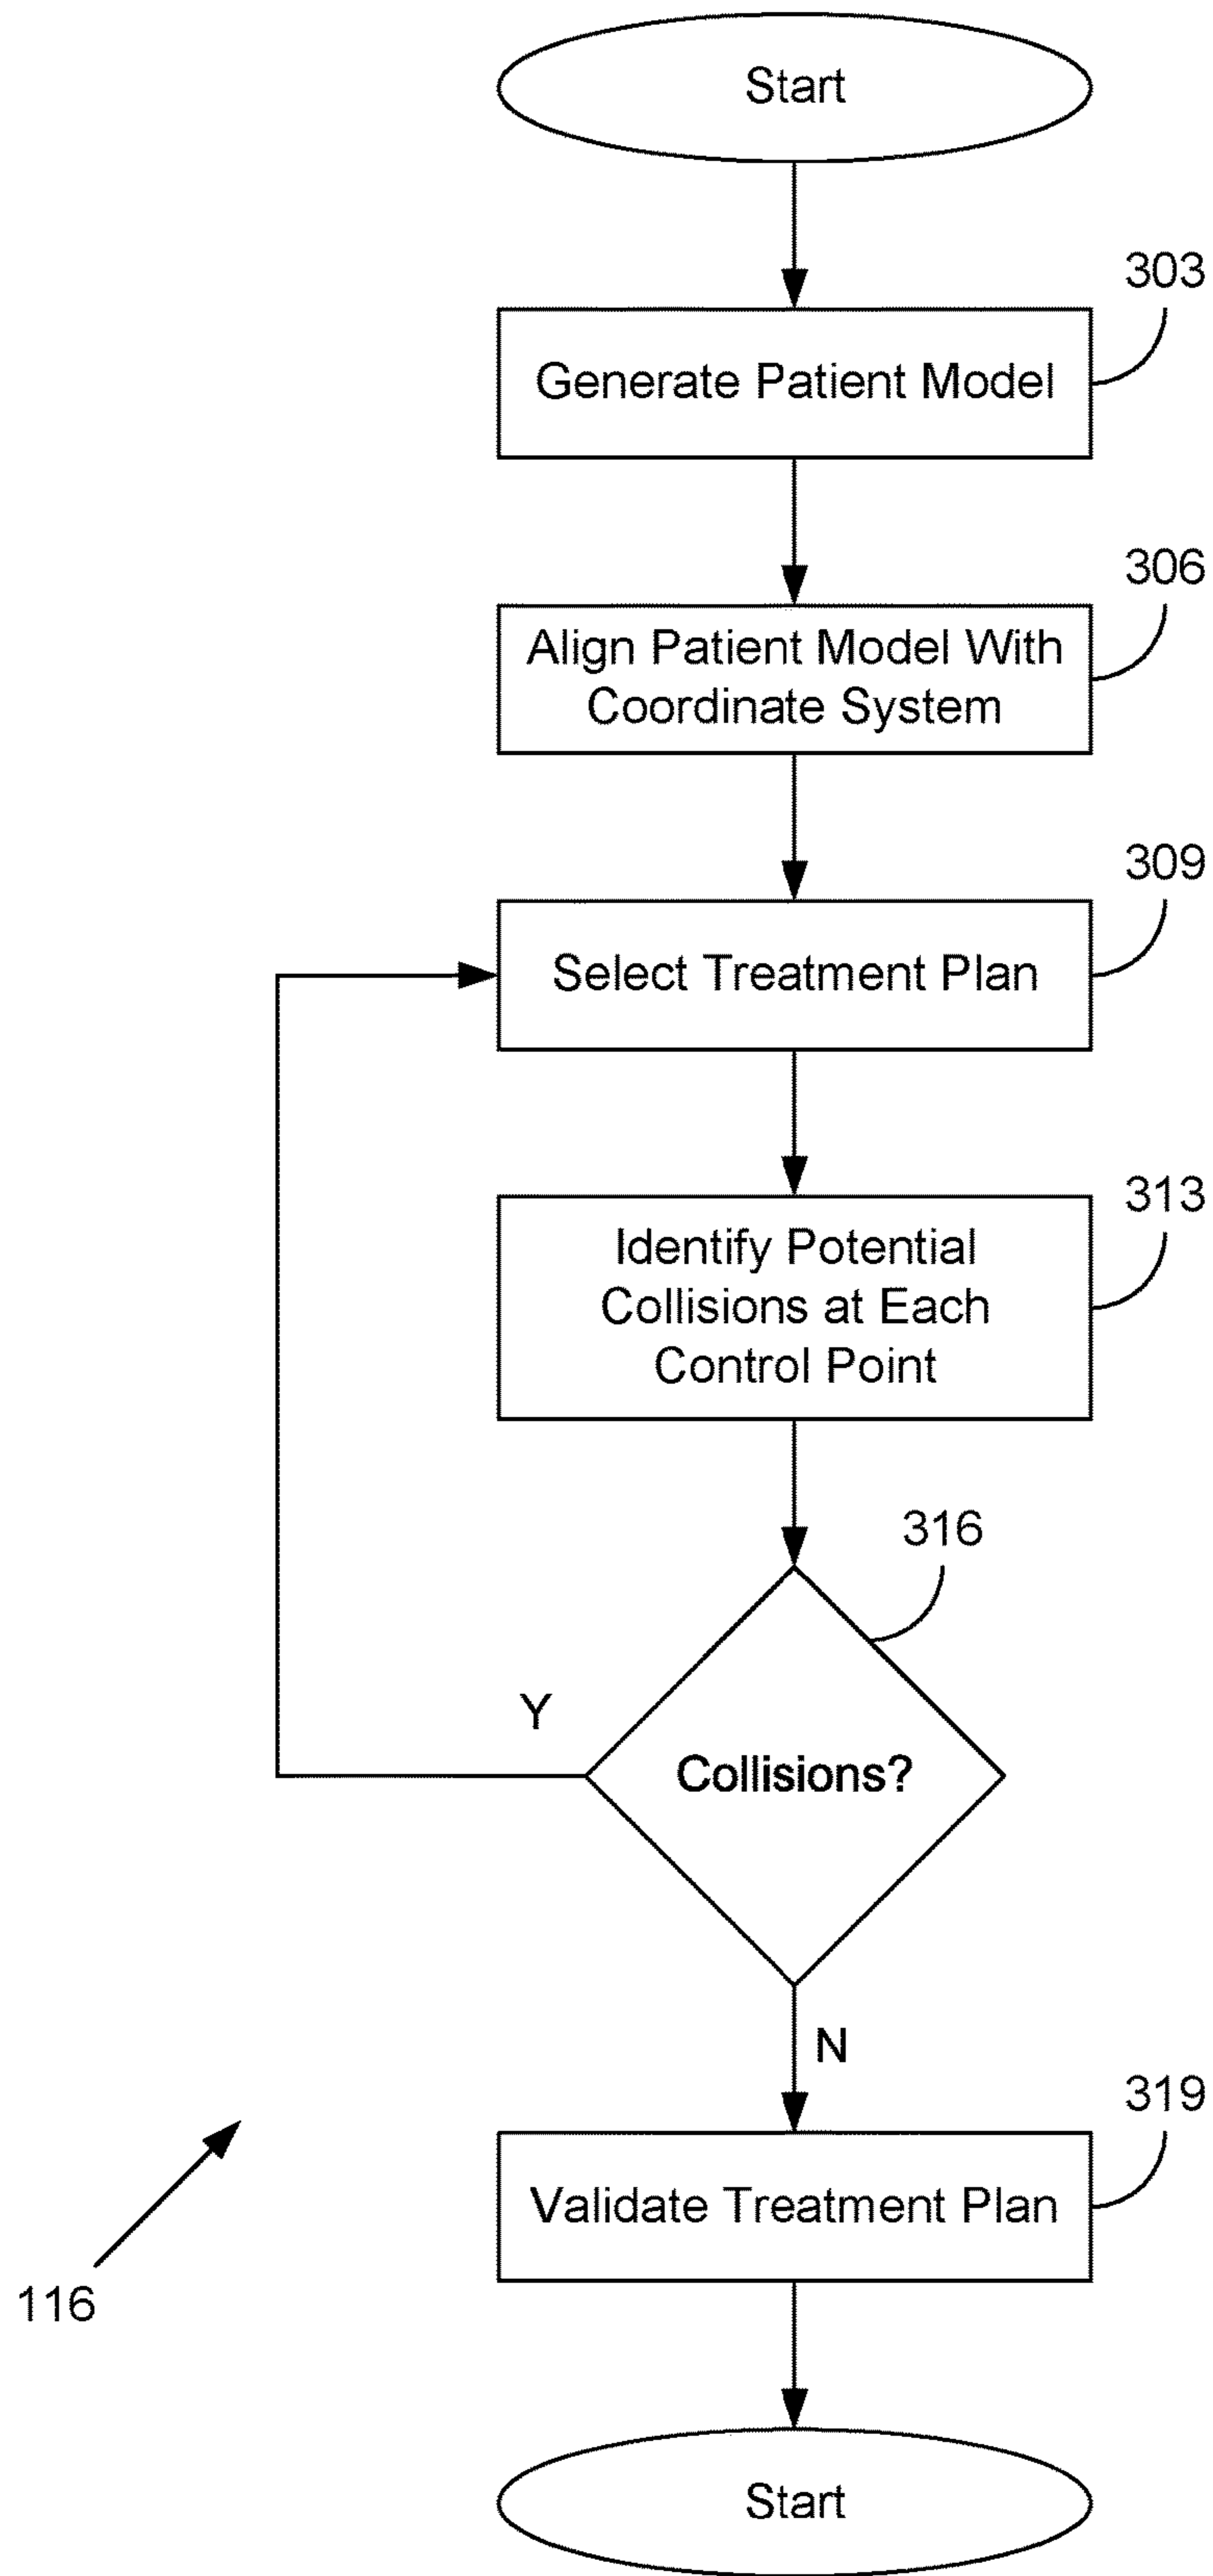 Start
303
Generate Patient Model
306
Align Patient Model With
Coordinate System
309
Select Treatment Plan
313
Identify Potential
Collisions at Each
Control Point
316
Y
Collisions?
N
319
Validate Treatment Plan
116
Start